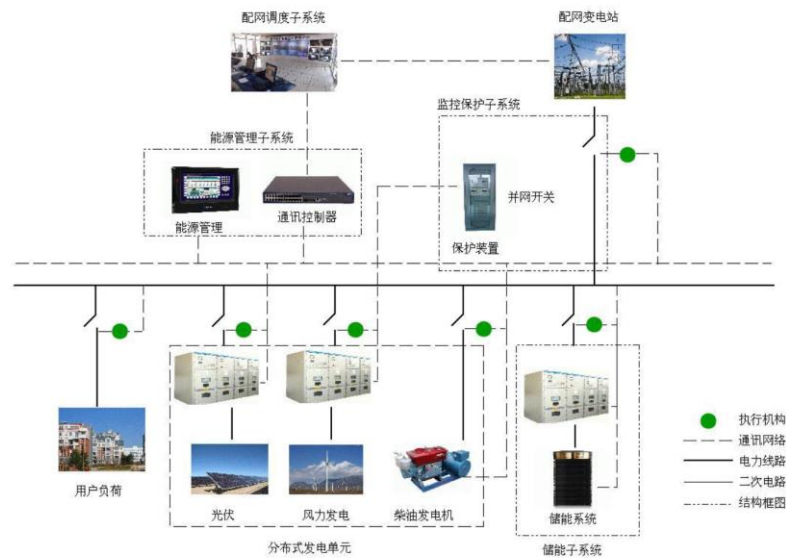 配网调度子系统
配网变电站
监控保护子系统
能源管理子系统
并网开关
能源管理
通讯控制器
保护装置
执行机构
通讯网络
电力线路
二次电路
结构框图
用户负荷
光伏
风力发电
柴油发电机
储能系统
分布式发电单元
储能子系统